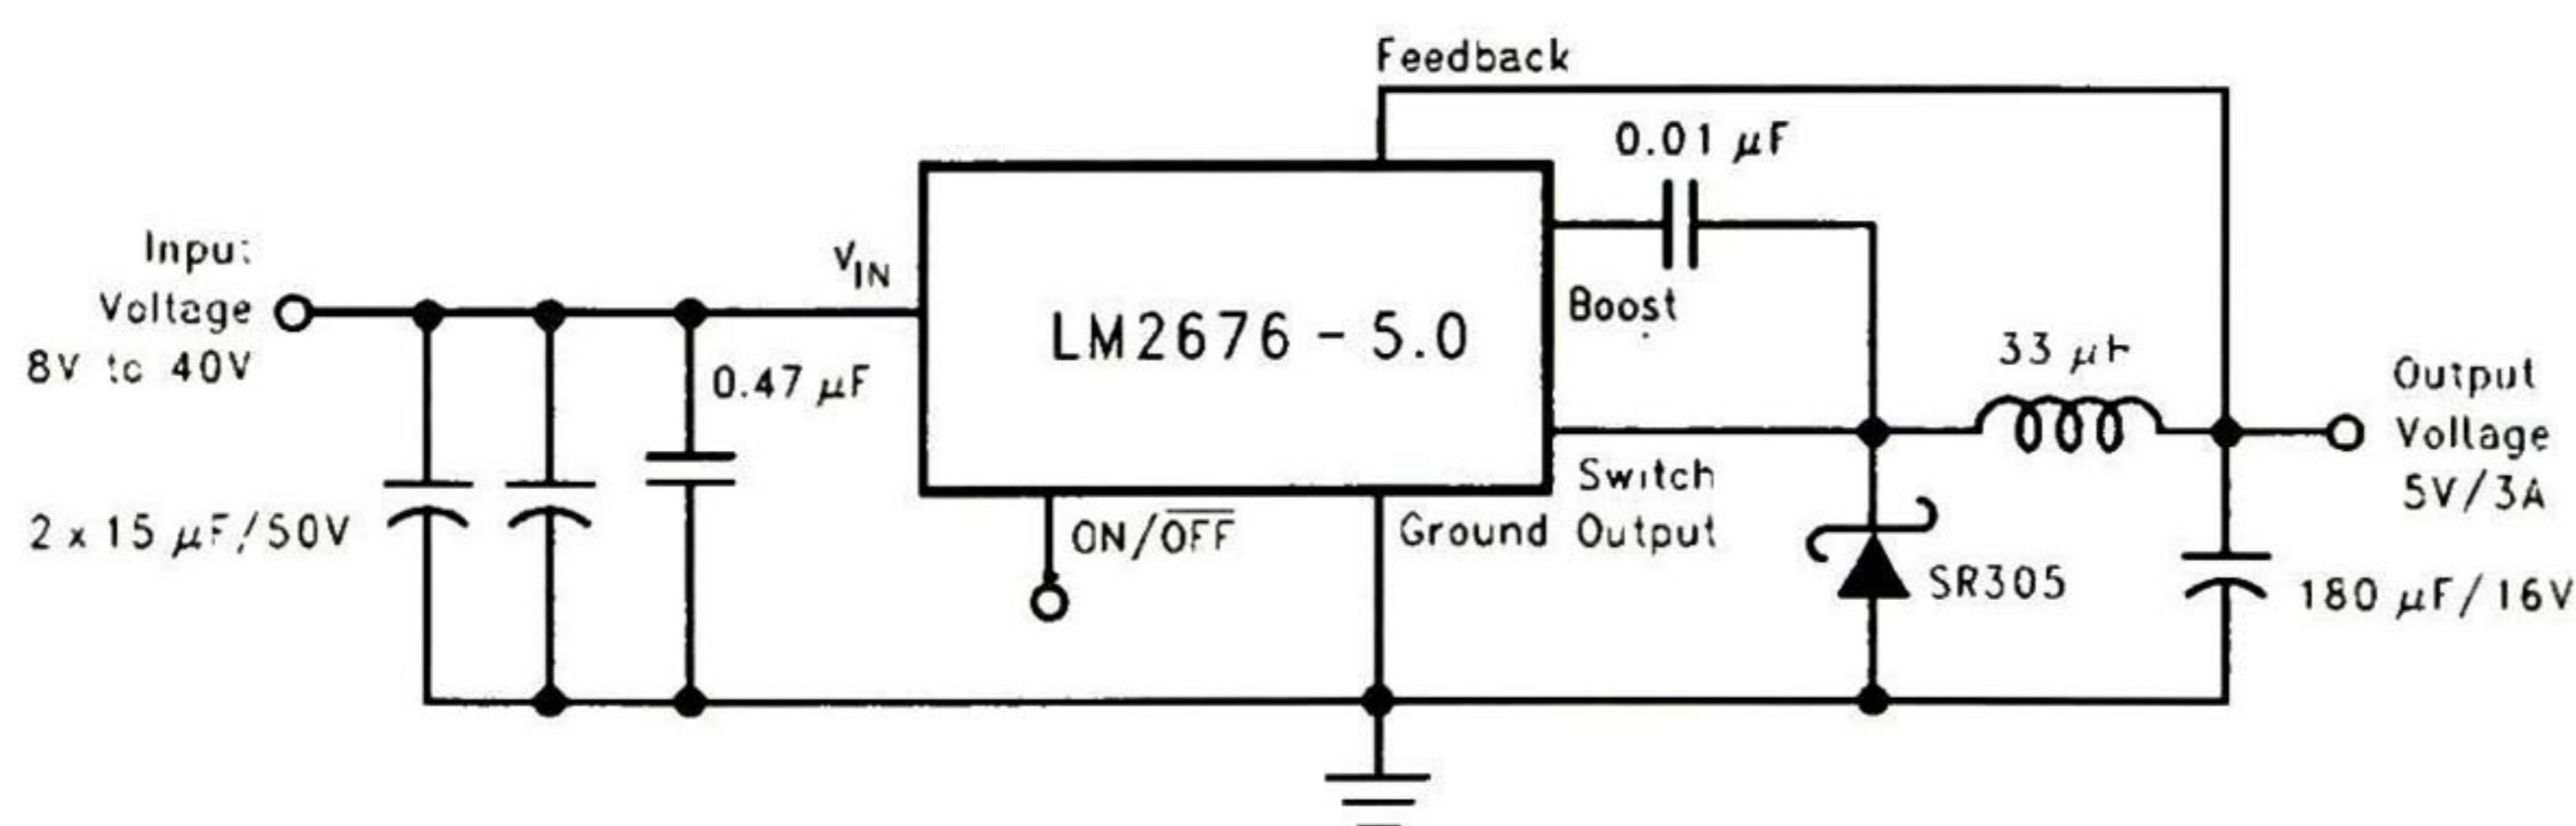 Feedback
0.01 μF
Input
Voltage
8V to 40V
VIN
LM2676 - 5.0
Boost
0.47 μF
33 μH
Output
Voltage
5V/3A
2 x 15 μF/50V
ON/OFF
Ground
Switch
Output
SR305
180 μF/16V